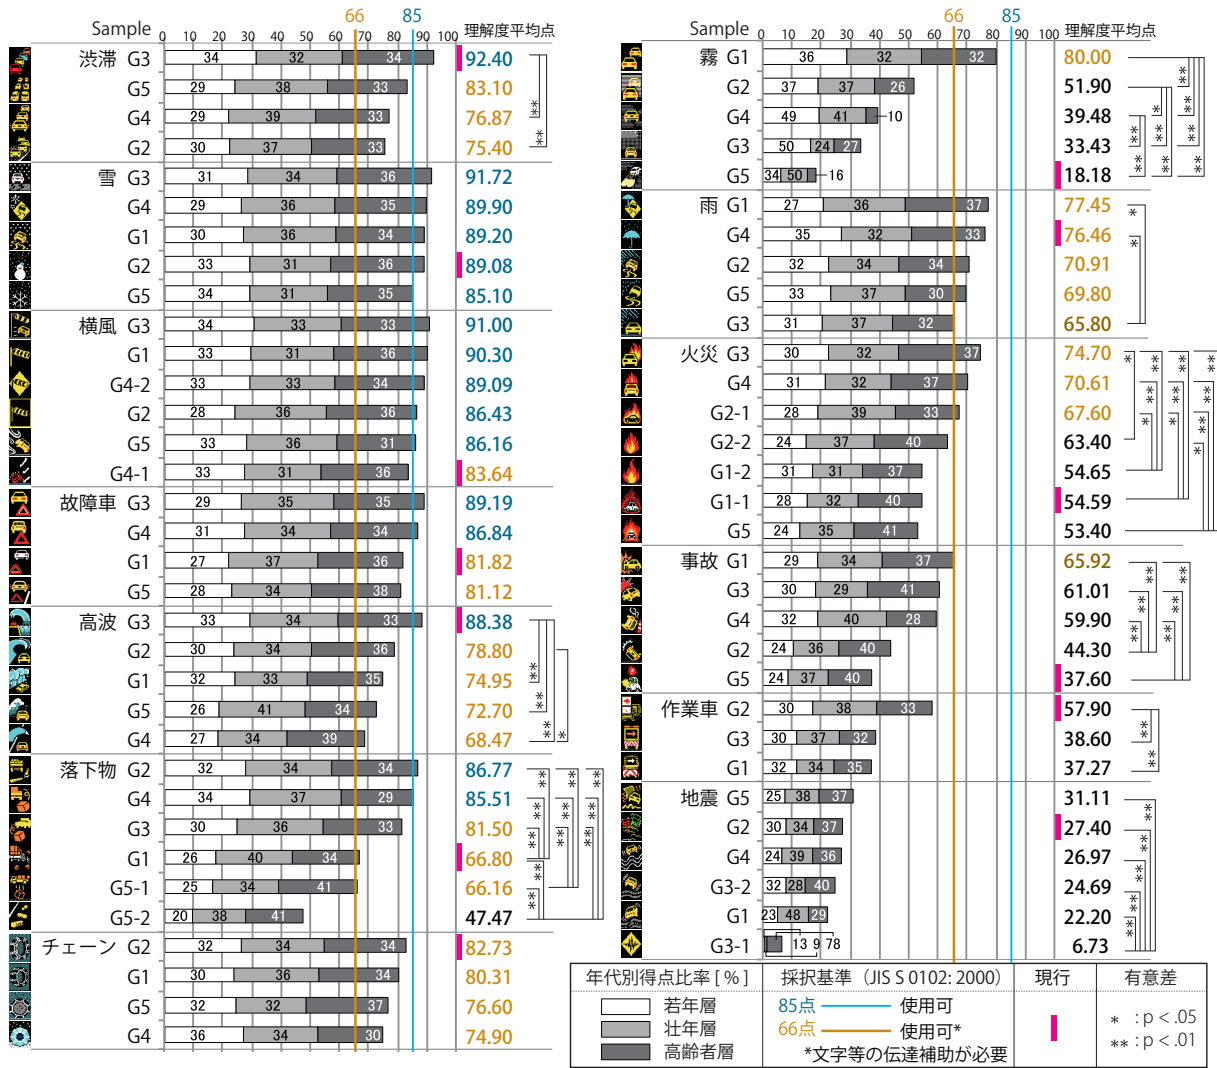 66 85
Sample 0 10 20 30 40 50 60 70 80 90 100 理解度平均点
渋滞 G3 34 32 34 92.40
G5 29 38 33 83.10
G4 29 39 33 76.87
G2 30 37 33 75.40
** **
雪 G3 31 34 36 91.72
G4 29 36 35 89.90
G1 30 36 34 89.20
G2 33 31 36 89.08
G5 34 31 35 85.10
横風 G3 34 33 33 91.00
G1 33 31 36 90.30
G4-2 33 33 34 89.09
G2 28 36 36 86.43
G5 33 36 31 86.16
G4-1 33 31 36 83.64
故障車 G3 29 35 35 89.19
G4 31 34 34 86.84
G1 27 37 36 81.82
G5 28 34 38 81.12
高波 G3 33 34 33 88.38
G2 30 34 36 78.80
G1 32 33 35 74.95
G5 26 41 34 72.70
G4 27 34 39 68.47
** ** ** *
落下物 G2 32 34 34 86.77
G4 34 37 29 85.51
G3 30 36 33 81.50
G1 26 40 34 66.80
G5-1 25 34 41 66.16
G5-2 20 38 41 47.47
チェーン G2 32 34 34 82.73
G1 30 36 34 80.31
G5 32 32 37 76.60
G4 36 34 30 74.90
66 85
Sample 0 10 20 30 40 50 60 70 80 90 100 理解度平均点
霧 G1 36 32 32 80.00
G2 37 37 26 51.90
G4 49 41 10 39.48
G3 50 24 27 33.43
G5 34 50 16 18.18
雨 G1 27 36 37 77.45
G4 35 32 33 76.46
G2 32 34 34 70.91
G5 33 37 30 69.80
G3 31 37 32 65.80
* *
火災 G3 30 32 37 74.70
G4 31 32 37 70.61
G2-1 28 39 33 67.60
G2-2 24 37 40 63.40
G1-2 31 31 37 54.65
G1-1 28 32 40 54.59
G5 24 35 41 53.40
事故 G1 29 34 37 65.92
G3 30 29 41 61.01
G4 32 40 28 59.90
G2 24 36 40 44.30
G5 24 37 40 37.60
作業車 G2 30 38 33 57.90
G3 30 37 32 38.60
G1 32 34 35 37.27
** **
地震 G5 25 38 37 31.11
G2 30 34 37 27.40
G4 24 39 36 26.97
G3-2 32 28 40 24.69
G1 23 48 29 22.20
G3-1 13 9 78 6.73
年代別得点比率 [ % ]
若年層
壮年層
高齢者層
採択基準 (JIS S 0102: 2000)
85点 使用可
66点 使用可*
*文字等の伝達補助が必要
現行
有意差
* : p < .05
** : p < .01